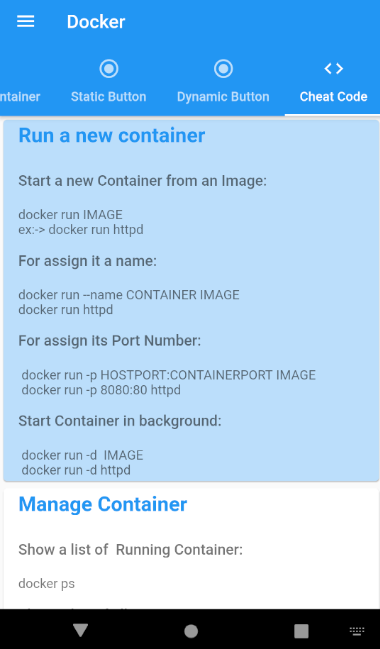 Docker
ntainer
Static Button
Dynamic Button
Cheat Code
Run a new container
Start a new Container from an Image:
docker run IMAGE
ex:-> docker run httpd
For assign it a name:
docker run --name CONTAINER IMAGE
docker run httpd
For assign its Port Number:
docker run -p HOSTPORT:CONTAINERPORT IMAGE
docker run -p 8080:80 httpd
Start Container in background:
docker run -d  IMAGE
docker run -d httpd
Manage Container
Show a list of  Running Container:
docker ps